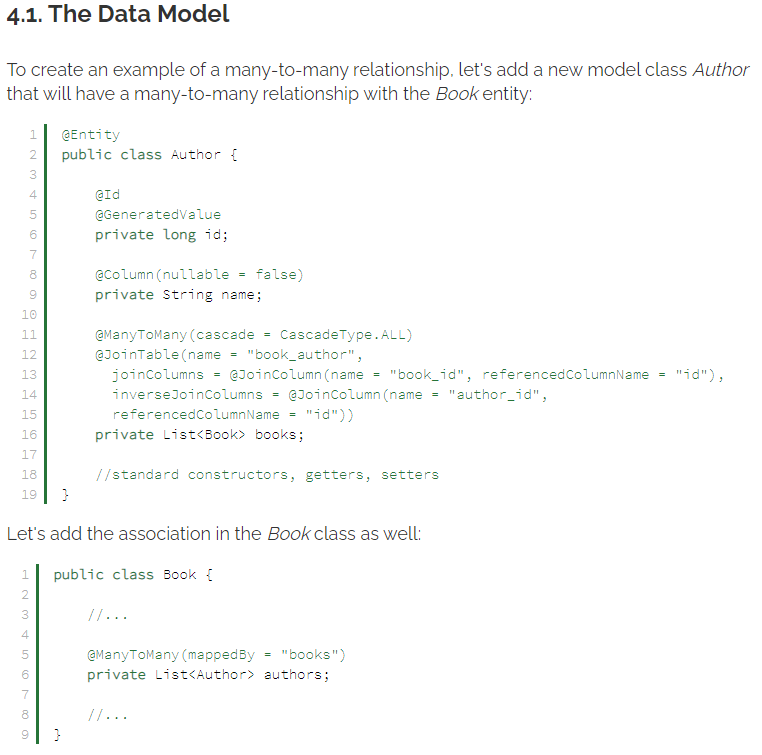 4.1. The Data Model
To create an example of a many-to-many relationship, let's add a new model class Author
that will have a many-to-many relationship with the Book entity:
1 @Entity
2 public class Author {
3
4 @Id
5 @GeneratedValue
6 private long id;
7
8 @Column(nullable = false)
9 private String name;
10
11 @ManyToMany(cascade = CascadeType.ALL)
12 @JoinTable(name = "book_author",
13 joinColumns = @JoinColumn(name = "book_id", referencedColumnName = "id"),
14 inverseJoinColumns = @JoinColumn(name = "author_id",
15 referencedColumnName = "id"))
16 private List<Book> books;
17
18 //standard constructors, getters, setters
19 }
Let's add the association in the Book class as well:
1 public class Book {
2
3 //...
4
5 @ManyToMany(mappedBy = "books")
6 private List<Author> authors;
7
8 //...
9 }